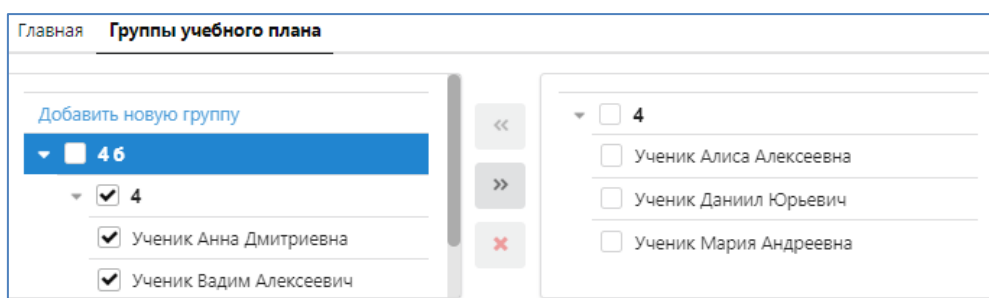 Главная Группы учебного плана
Добавить новую группу
4 б
4
Ученик Анна Дмитриевна
Ученик Вадим Алексеевич
4
Ученик Алиса Алексеевна
Ученик Даниил Юрьевич
Ученик Мария Андреевна